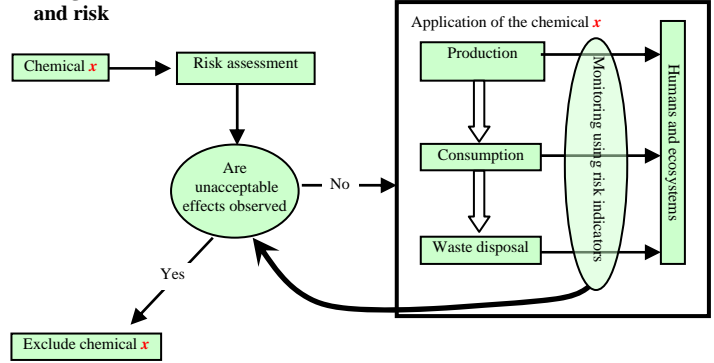 and risk
Chemical x
Risk assessment
Are
unacceptable
effects observed
No
Yes
Exclude chemical x
Application of the chemical x
Production
Consumption
Waste disposal
Monitoring using risk indicators
Humans and ecosystems